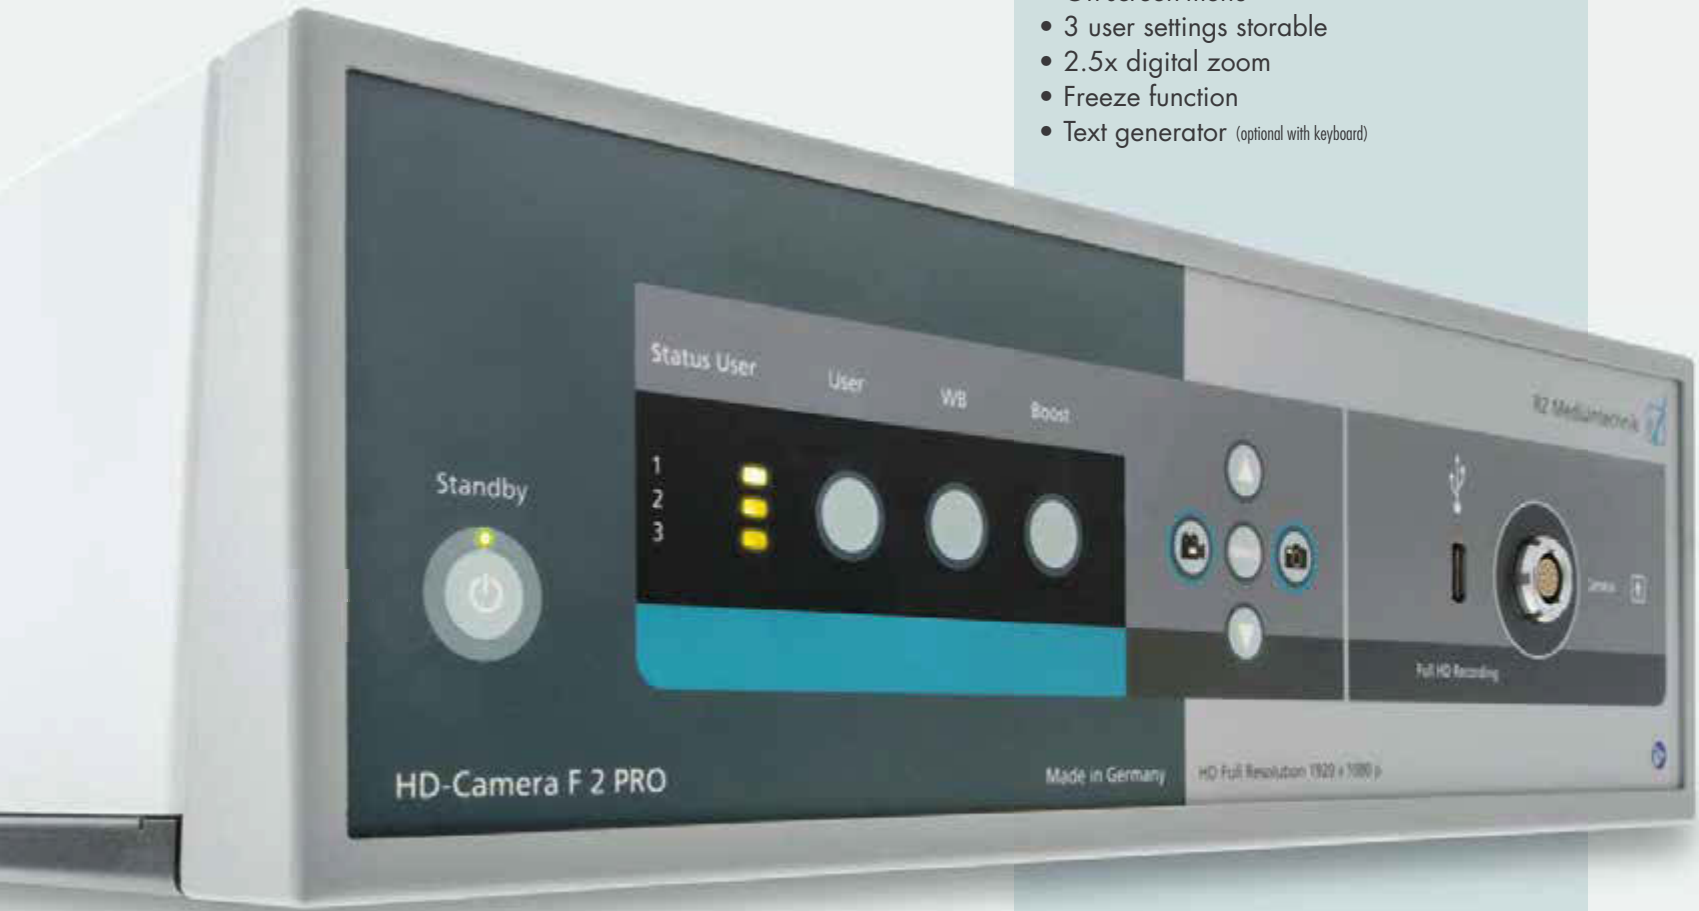 • 3 user settings storable
• 2.5x digital zoom
• Freeze function
• Text generator (optional with keyboard)
Status User
User
WB
Boost
1
2
3
Standby
R2 Medizintechnik
Camera
Full HD Recording
HD-Camera F 2 PRO
Made in Germany
HD Full Resolution 1920 x 1080 p